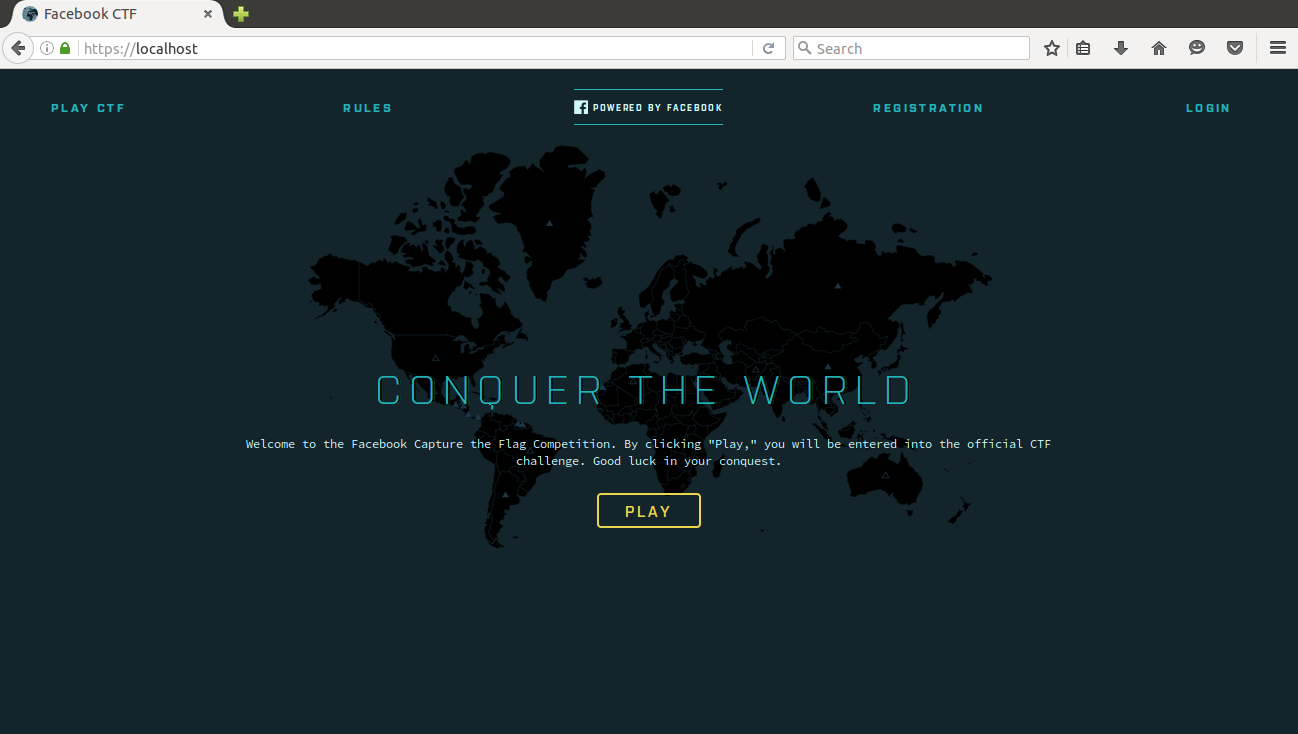 Facebook CTF
https://localhost
Search
PLAY CTF
RULES
POWERED BY FACEBOOK
REGISTRATION
LOGIN
CONQUER THE WORLD
Welcome to the Facebook Capture the Flag Competition. By clicking "Play," you will be entered into the official CTF
challenge. Good luck in your conquest.
PLAY